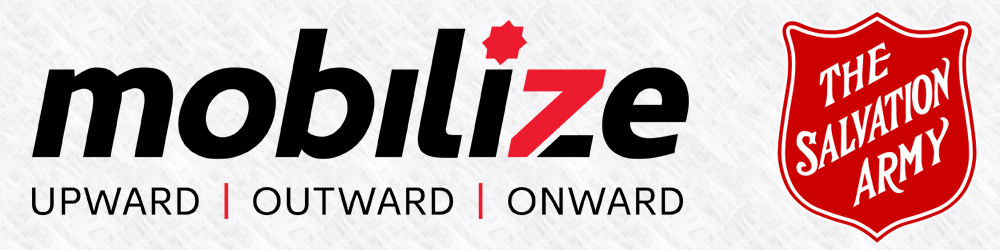 mobilize
UPWARD | OUTWARD | ONWARD
THE
SALVATION
ARMY